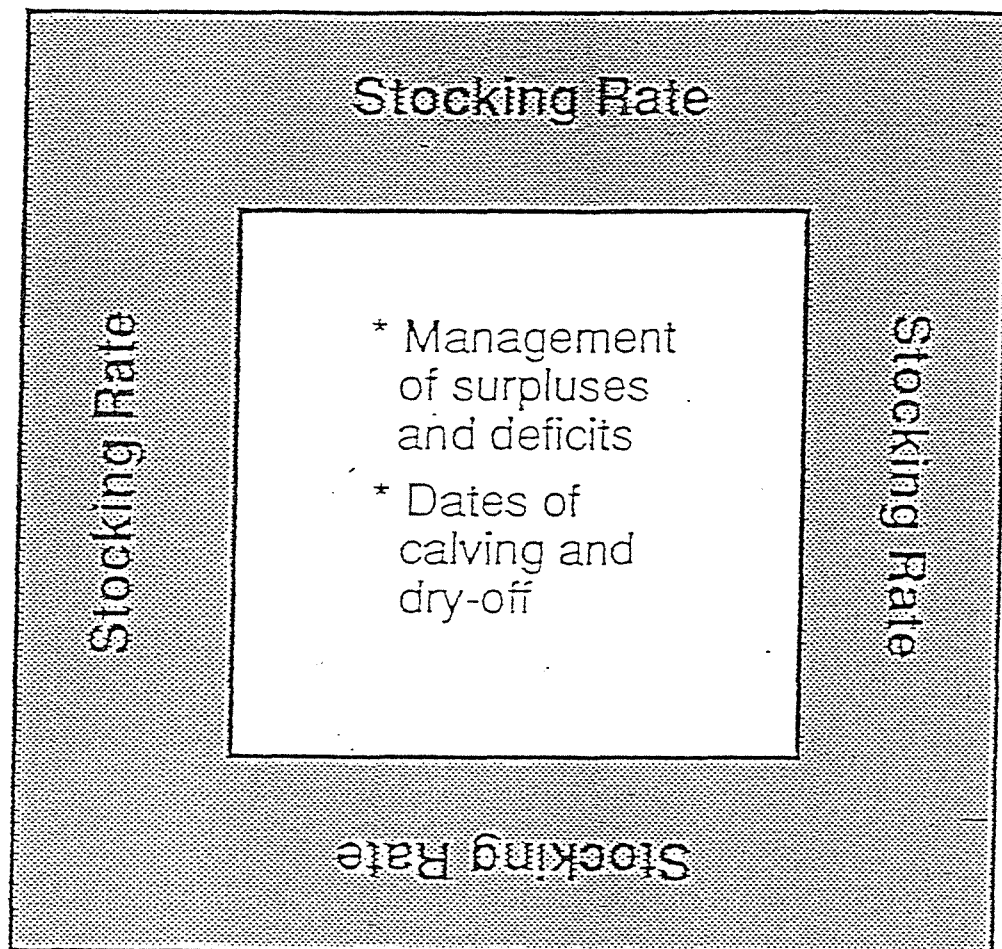 Stocking Rate
Stocking Rate
* Management
of surpluses
and deficits
* Dates of
calving and
dry-off
Stocking Rate
Stocking Rate